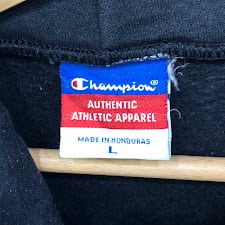 Champion®
AUTHENTIC
ATHLETIC APPAREL
MADE IN HONDURAS
L